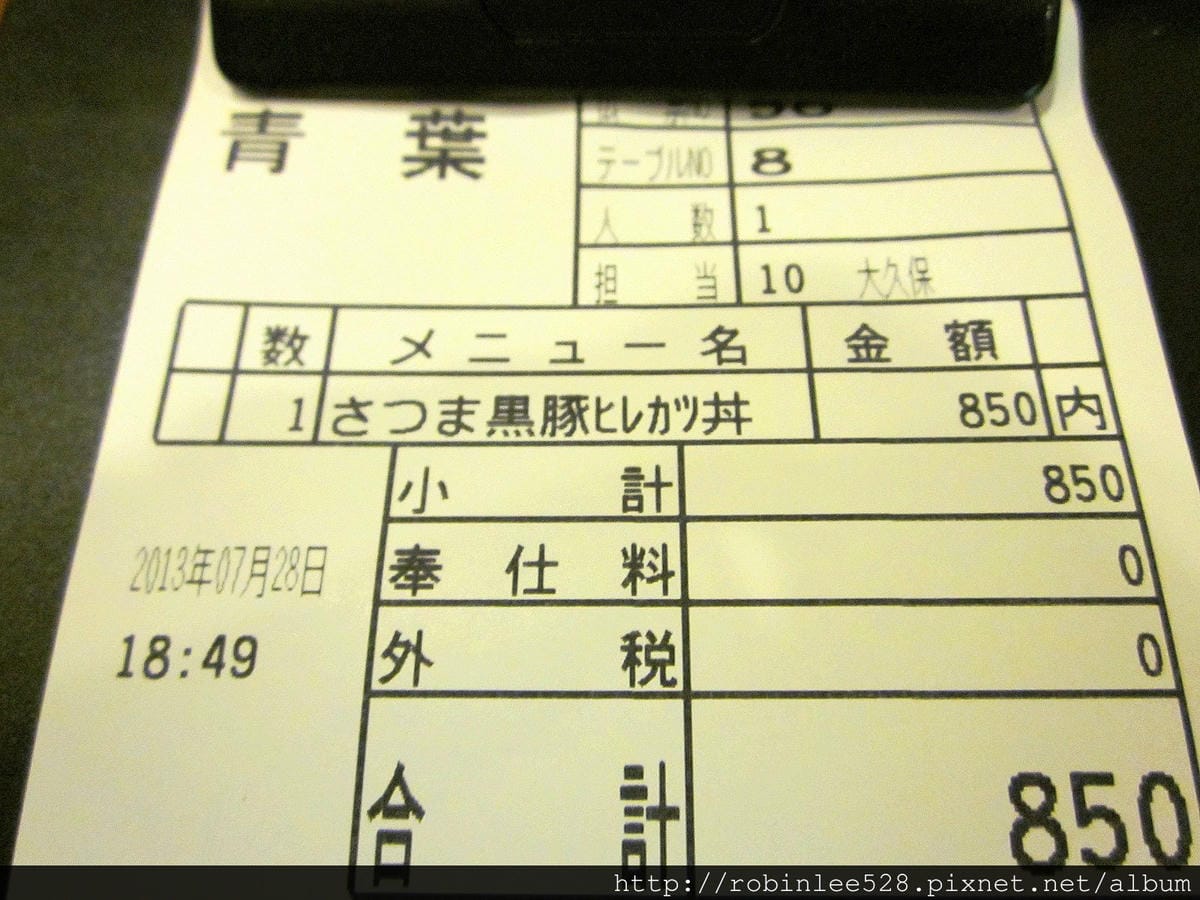 青葉
テーブルNO 8
人数 1
担当 10 大久保
数 メニュー名 金額
1 さつま黒豚ﾋﾚｶﾂ丼 850 内
小計 850
2013年07月28日
奉仕料 0
18:49
外税 0
合計 850
http://robinlee528.pixnet.net/album